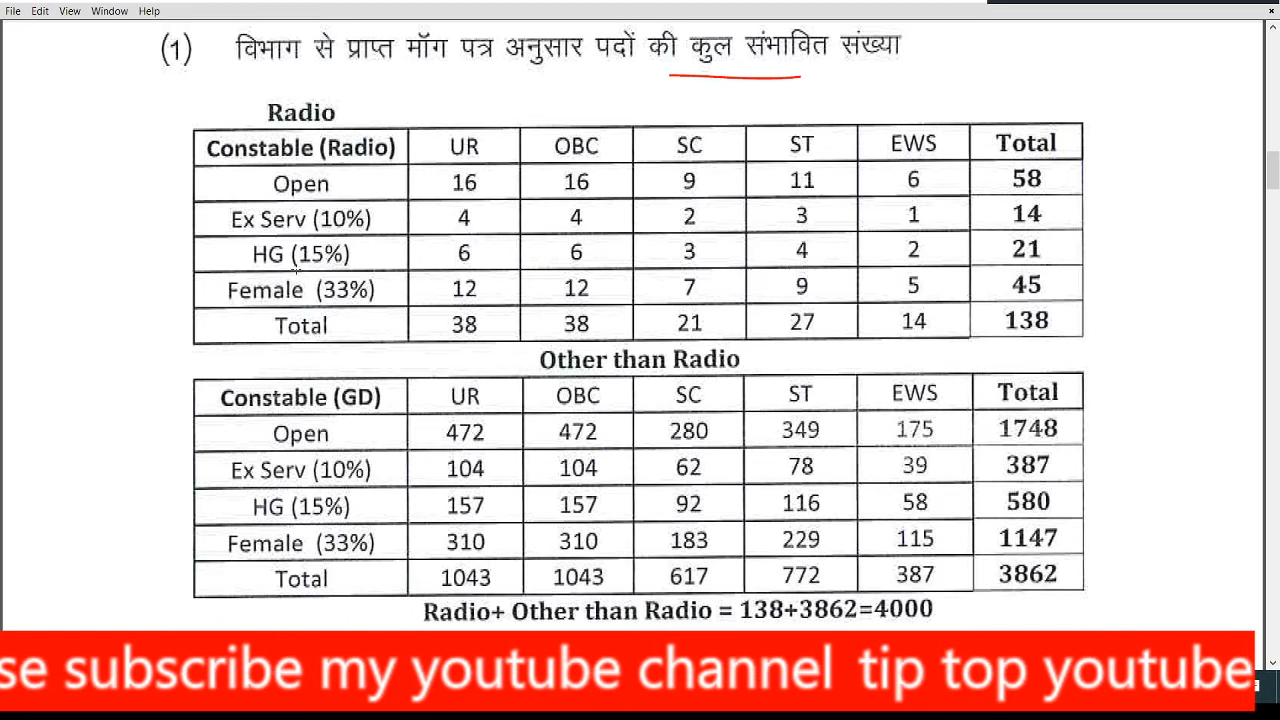 File Edit View Window Help
(1) विभाग से प्राप्त मॉग पत्र अनुसार पदों की कुल संभावित संख्या
Radio
Constable (Radio) UR OBC SC ST EWS Total
Open 16 16 9 11 6 58
Ex Serv (10%) 4 4 2 3 1 14
HG (15%) 6 6 3 4 2 21
Female (33%) 12 12 7 9 5 45
Total 38 38 21 27 14 138
Other than Radio
Constable (GD) UR OBC SC ST EWS Total
Open 472 472 280 349 175 1748
Ex Serv (10%) 104 104 62 78 39 387
HG (15%) 157 157 92 116 58 580
Female (33%) 310 310 183 229 115 1147
Total 1043 1043 617 772 387 3862
Radio+ Other than Radio = 138+3862=4000
se subscribe my youtube channel tip top youtube